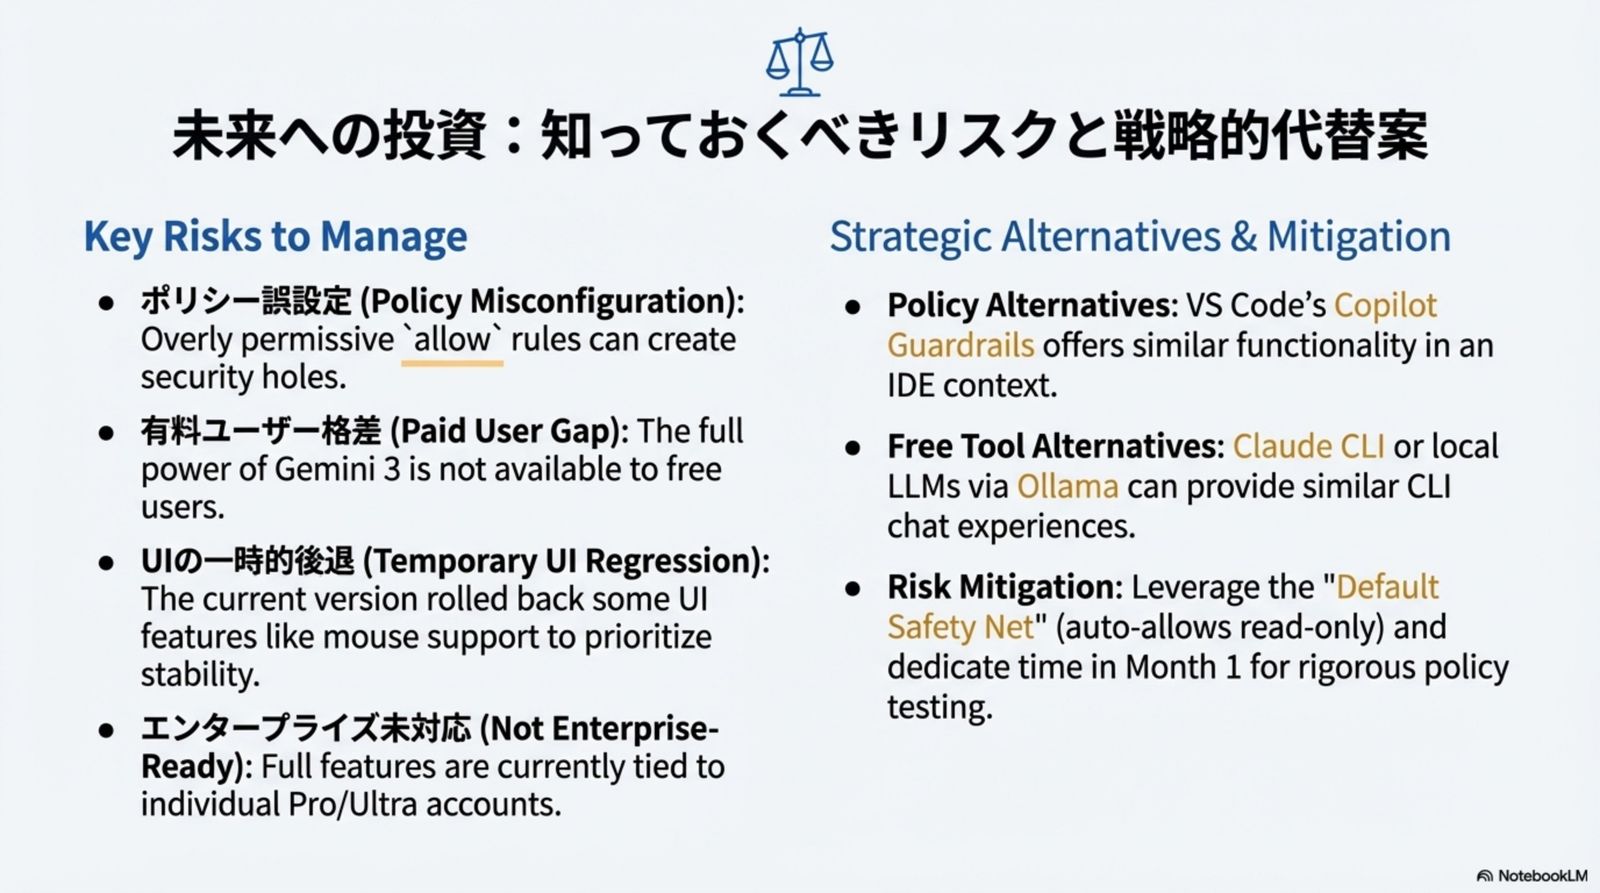 未来への投資：知っておくべきリスクと戦略的代替案
Key Risks to Manage
● ポリシー誤設定 (Policy Misconfiguration):
Overly permissive `allow` rules can create
security holes.
● 有料ユーザー格差 (Paid User Gap): The full
power of Gemini 3 is not available to free
users.
● UIの一時的後退 (Temporary UI Regression):
The current version rolled back some UI
features like mouse support to prioritize
stability.
● エンタープライズ未対応 (Not Enterprise-
Ready): Full features are currently tied to
individual Pro/Ultra accounts.
Strategic Alternatives & Mitigation
● Policy Alternatives: VS Code’s Copilot
Guardrails offers similar functionality in an
IDE context.
● Free Tool Alternatives: Claude CLI or local
LLMs via Ollama can provide similar CLI
chat experiences.
● Risk Mitigation: Leverage the "Default
Safety Net" (auto-allows read-only) and
dedicate time in Month 1 for rigorous policy
testing.
NotebookLM